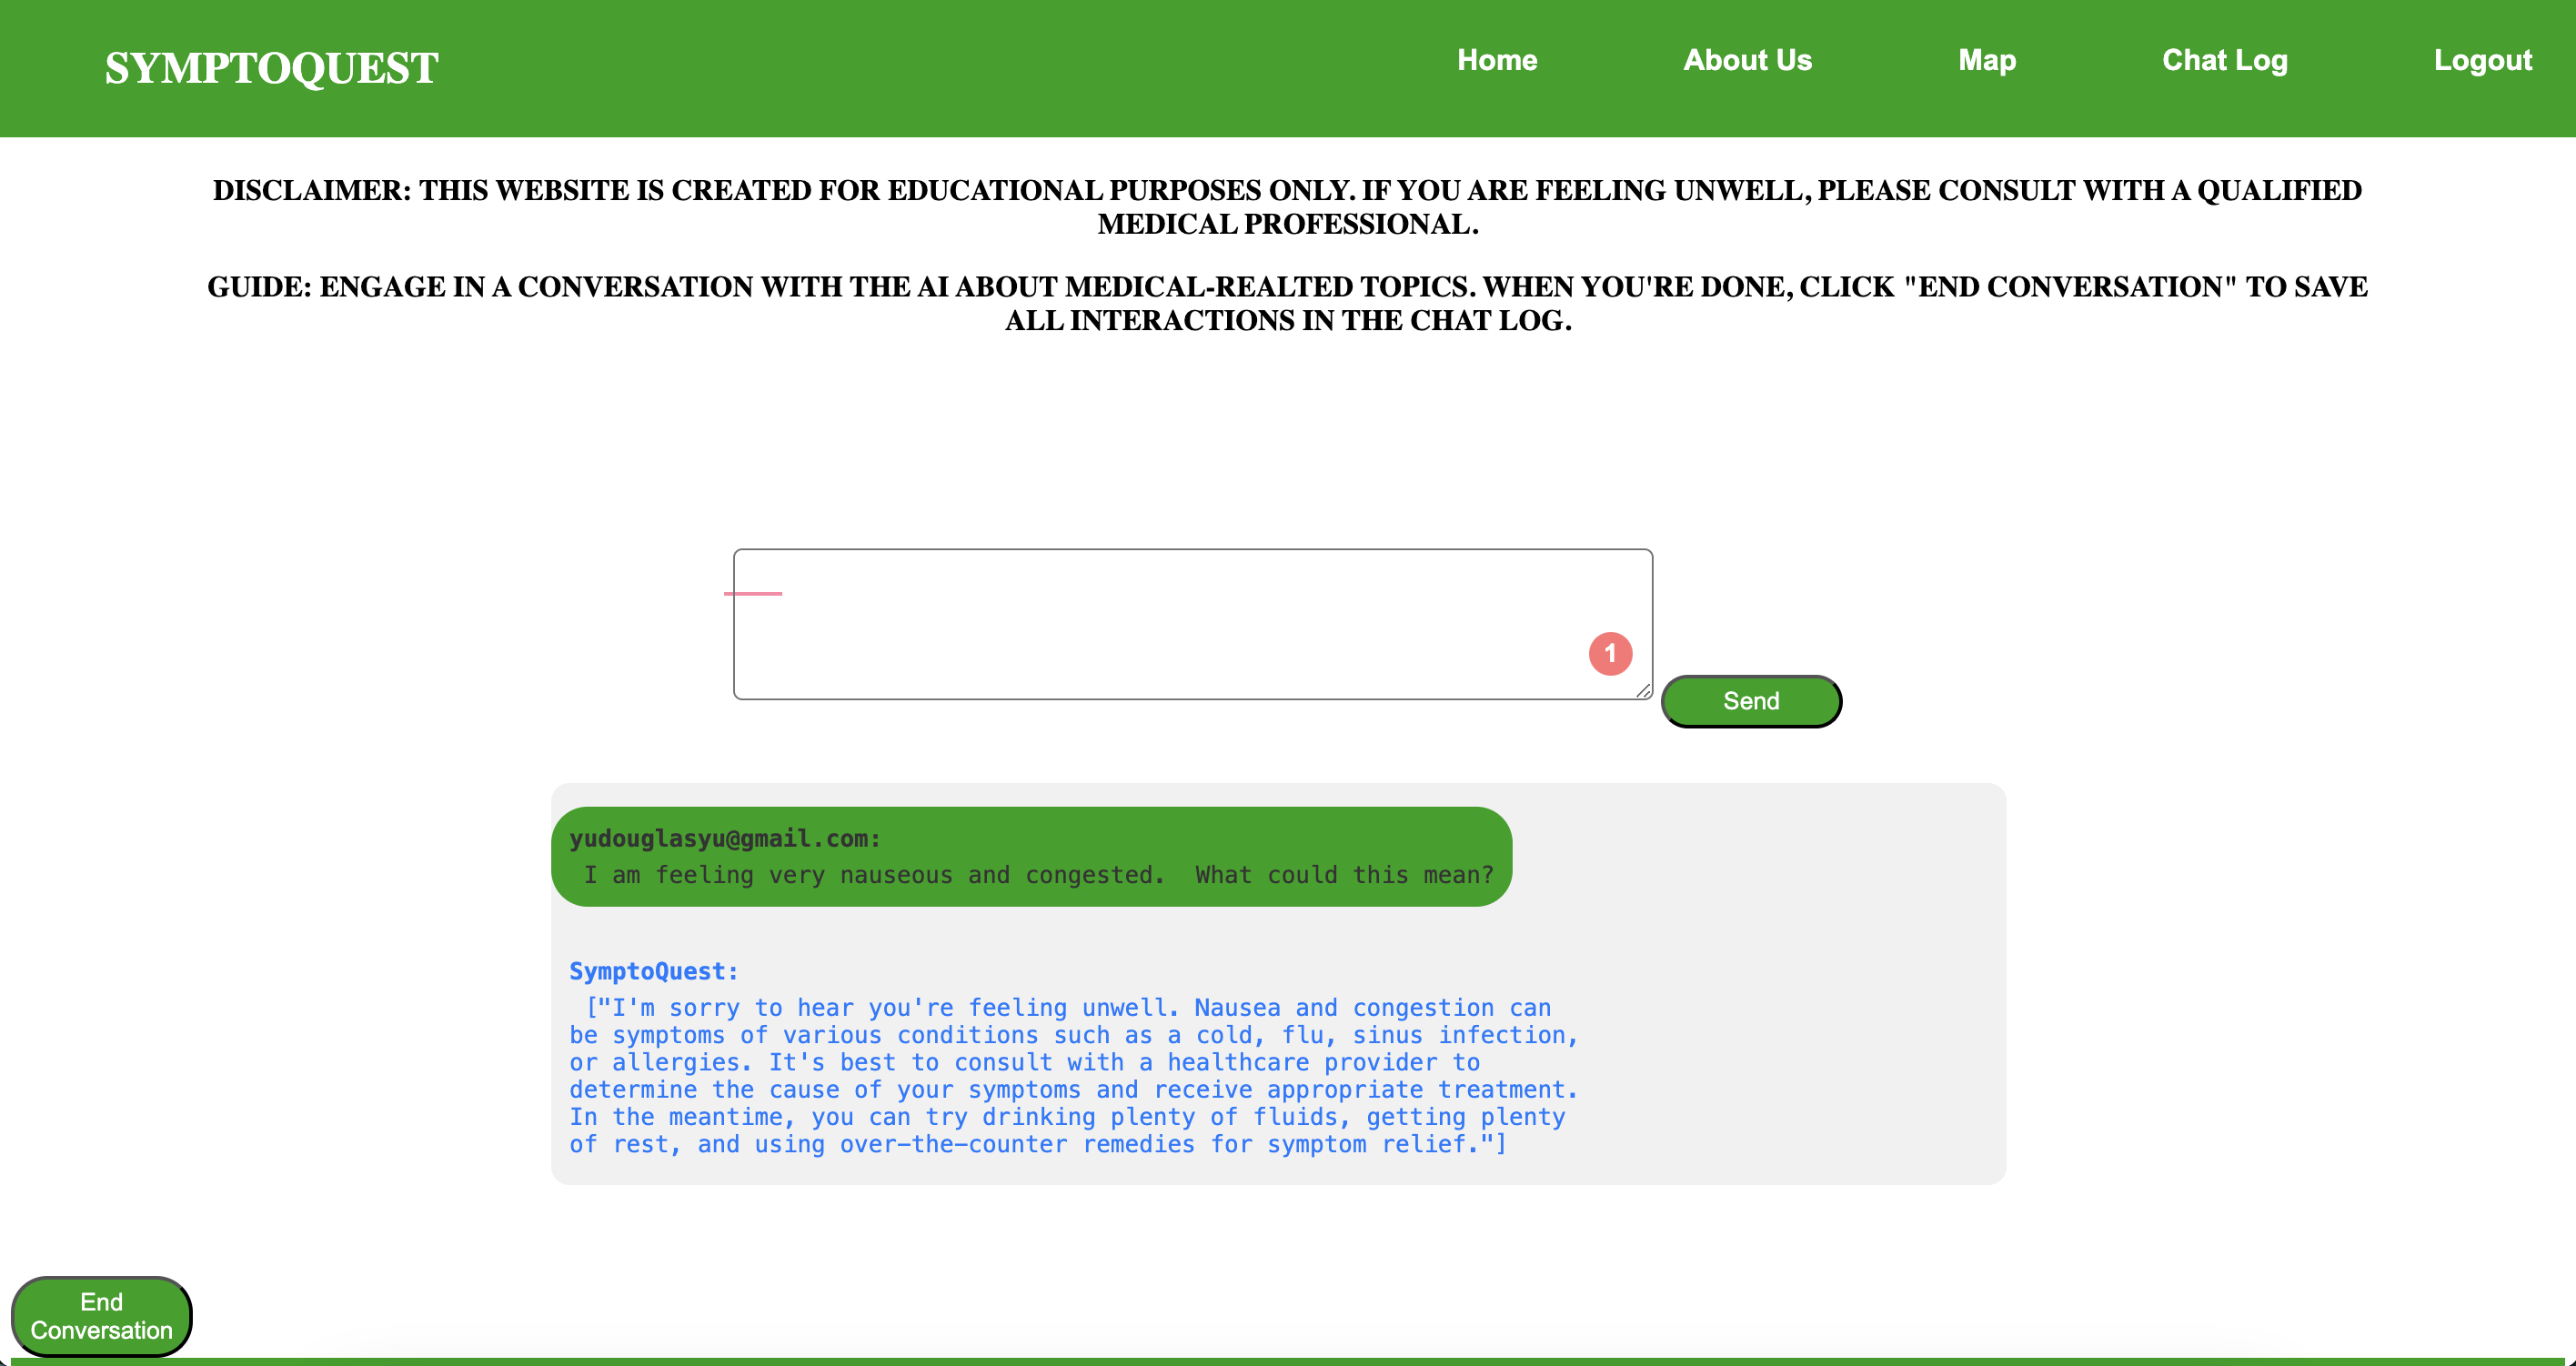 SYMPTOQUEST
Home
About Us
Map
Chat Log
Logout
DISCLAIMER: THIS WEBSITE IS CREATED FOR EDUCATIONAL PURPOSES ONLY. IF YOU ARE FEELING UNWELL, PLEASE CONSULT WITH A QUALIFIED
MEDICAL PROFESSIONAL.
GUIDE: ENGAGE IN A CONVERSATION WITH THE AI ABOUT MEDICAL-REALTED TOPICS. WHEN YOU'RE DONE, CLICK "END CONVERSATION" TO SAVE
ALL INTERACTIONS IN THE CHAT LOG.
1
Send
yudouglasyu@gmail.com:
I am feeling very nauseous and congested.  What could this mean?
SymptoQuest:
["I'm sorry to hear you're feeling unwell. Nausea and congestion can
be symptoms of various conditions such as a cold, flu, sinus infection,
or allergies. It's best to consult with a healthcare provider to
determine the cause of your symptoms and receive appropriate treatment.
In the meantime, you can try drinking plenty of fluids, getting plenty
of rest, and using over-the-counter remedies for symptom relief."]
End
Conversation